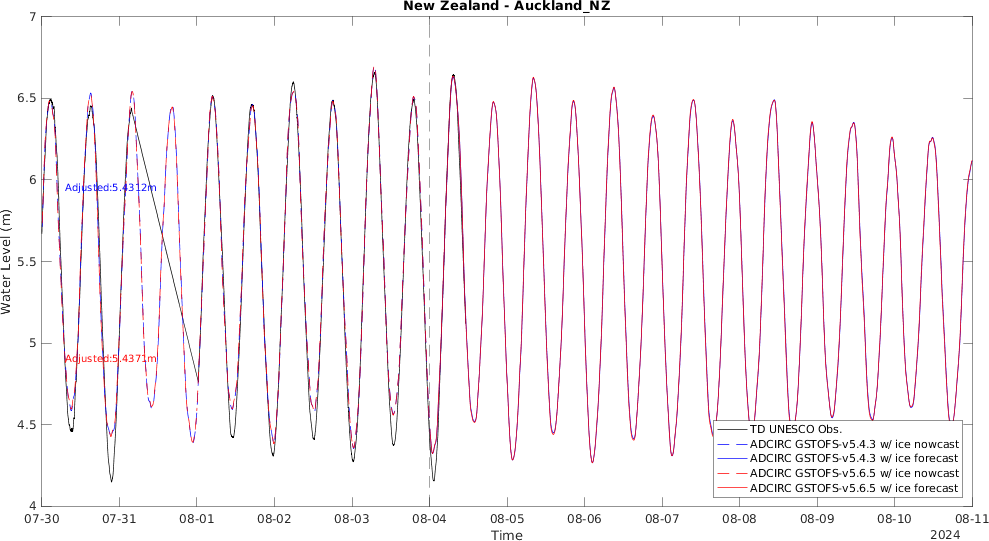 New Zealand - Auckland_NZ
7
6.5
6
5.5
5
4.5
4
Water Level (m)
Adjusted:5.4312m
Adjusted:5.4371m
TD UNESCO Obs.
ADCIRC GSTOFS-v5.4.3 w/ ice nowcast
ADCIRC GSTOFS-v5.4.3 w/ ice forecast
ADCIRC GSTOFS-v5.6.5 w/ ice nowcast
ADCIRC GSTOFS-v5.6.5 w/ ice forecast
07-30 07-31 08-01 08-02 08-03 08-04 08-05 08-06 08-07 08-08 08-09 08-10 08-11
Time
2024